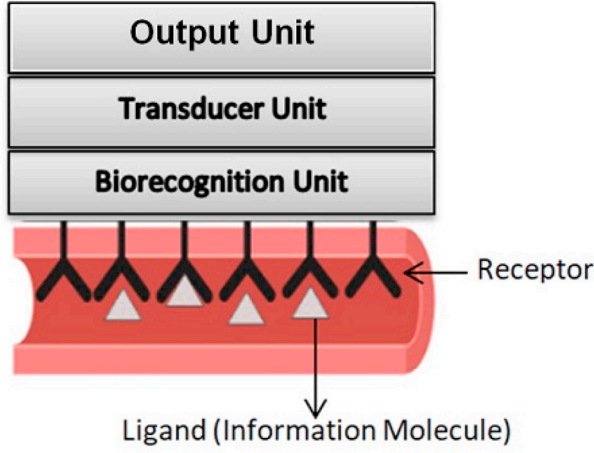 Output Unit
Transducer Unit
Biorecognition Unit
Receptor
Ligand (Information Molecule)